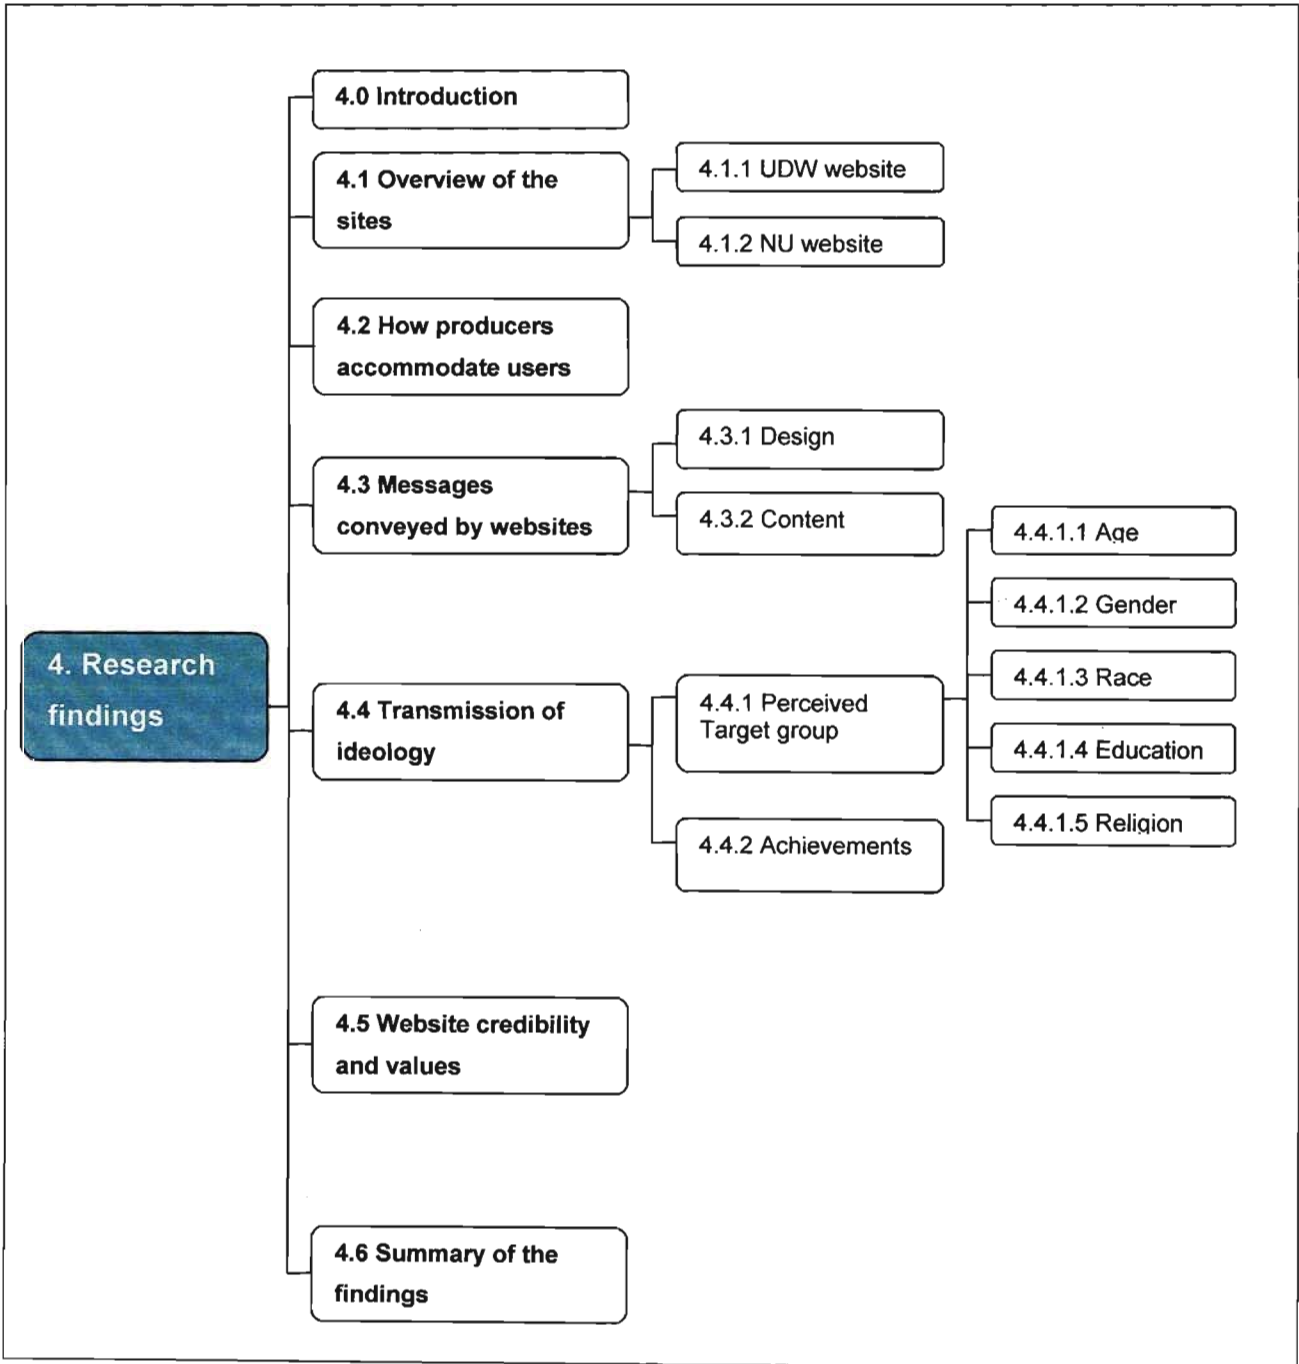 4. Research
findings
4.0 Introduction
4.1 Overview of the
sites
4.1.1 UDW website
4.1.2 NU website
4.2 How producers
accommodate users
4.3 Messages
conveyed by websites
4.3.1 Design
4.3.2 Content
4.4 Transmission of
ideology
4.4.1 Perceived
Target group
4.4.1.1 Age
4.4.1.2 Gender
4.4.1.3 Race
4.4.1.4 Education
4.4.1.5 Religion
4.4.2 Achievements
4.5 Website credibility
and values
4.6 Summary of the
findings